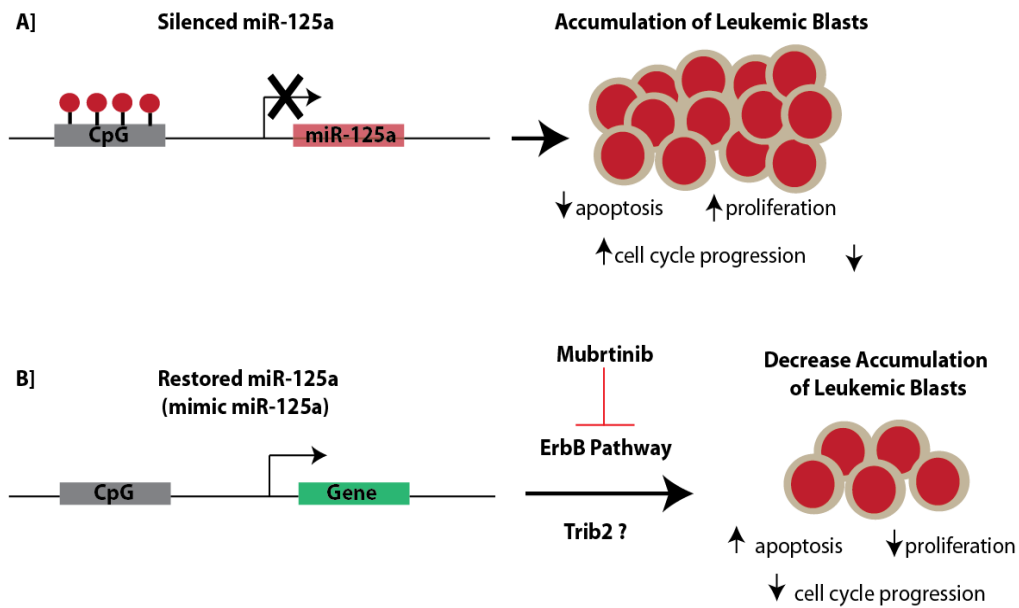 A]
Silenced miR-125a
Accumulation of Leukemic Blasts
CpG
miR-125a
apoptosis
proliferation
cell cycle progression
B]
Restored miR-125a
(mimic miR-125a)
Mubrtinib
ErbB Pathway
Trib2 ?
Decrease Accumulation
of Leukemic Blasts
CpG
Gene
apoptosis
proliferation
cell cycle progression